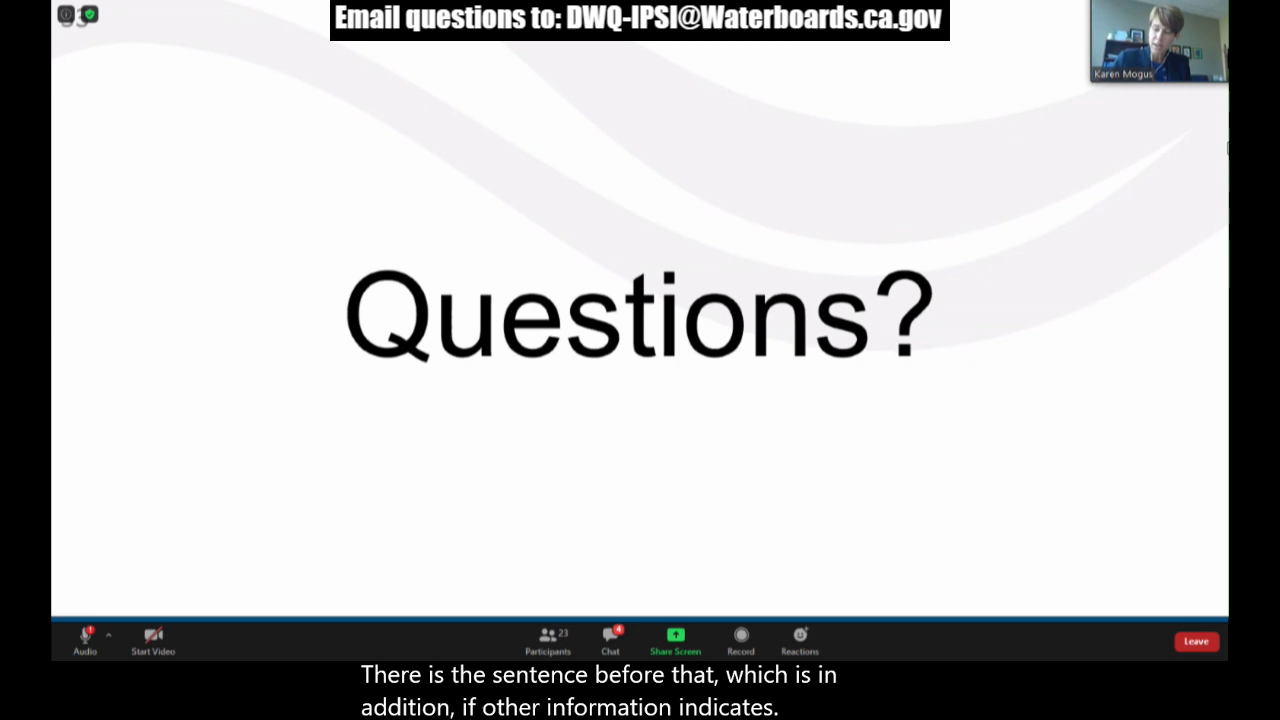 Email questions to: DWQ-IPSI@Waterboards.ca.gov
Karen Mogus
Questions?
23
4
Audio
Start Video
Participants
Chat
Share Screen
Record
Reactions
Leave
There is the sentence before that, which is in
addition, if other information indicates.